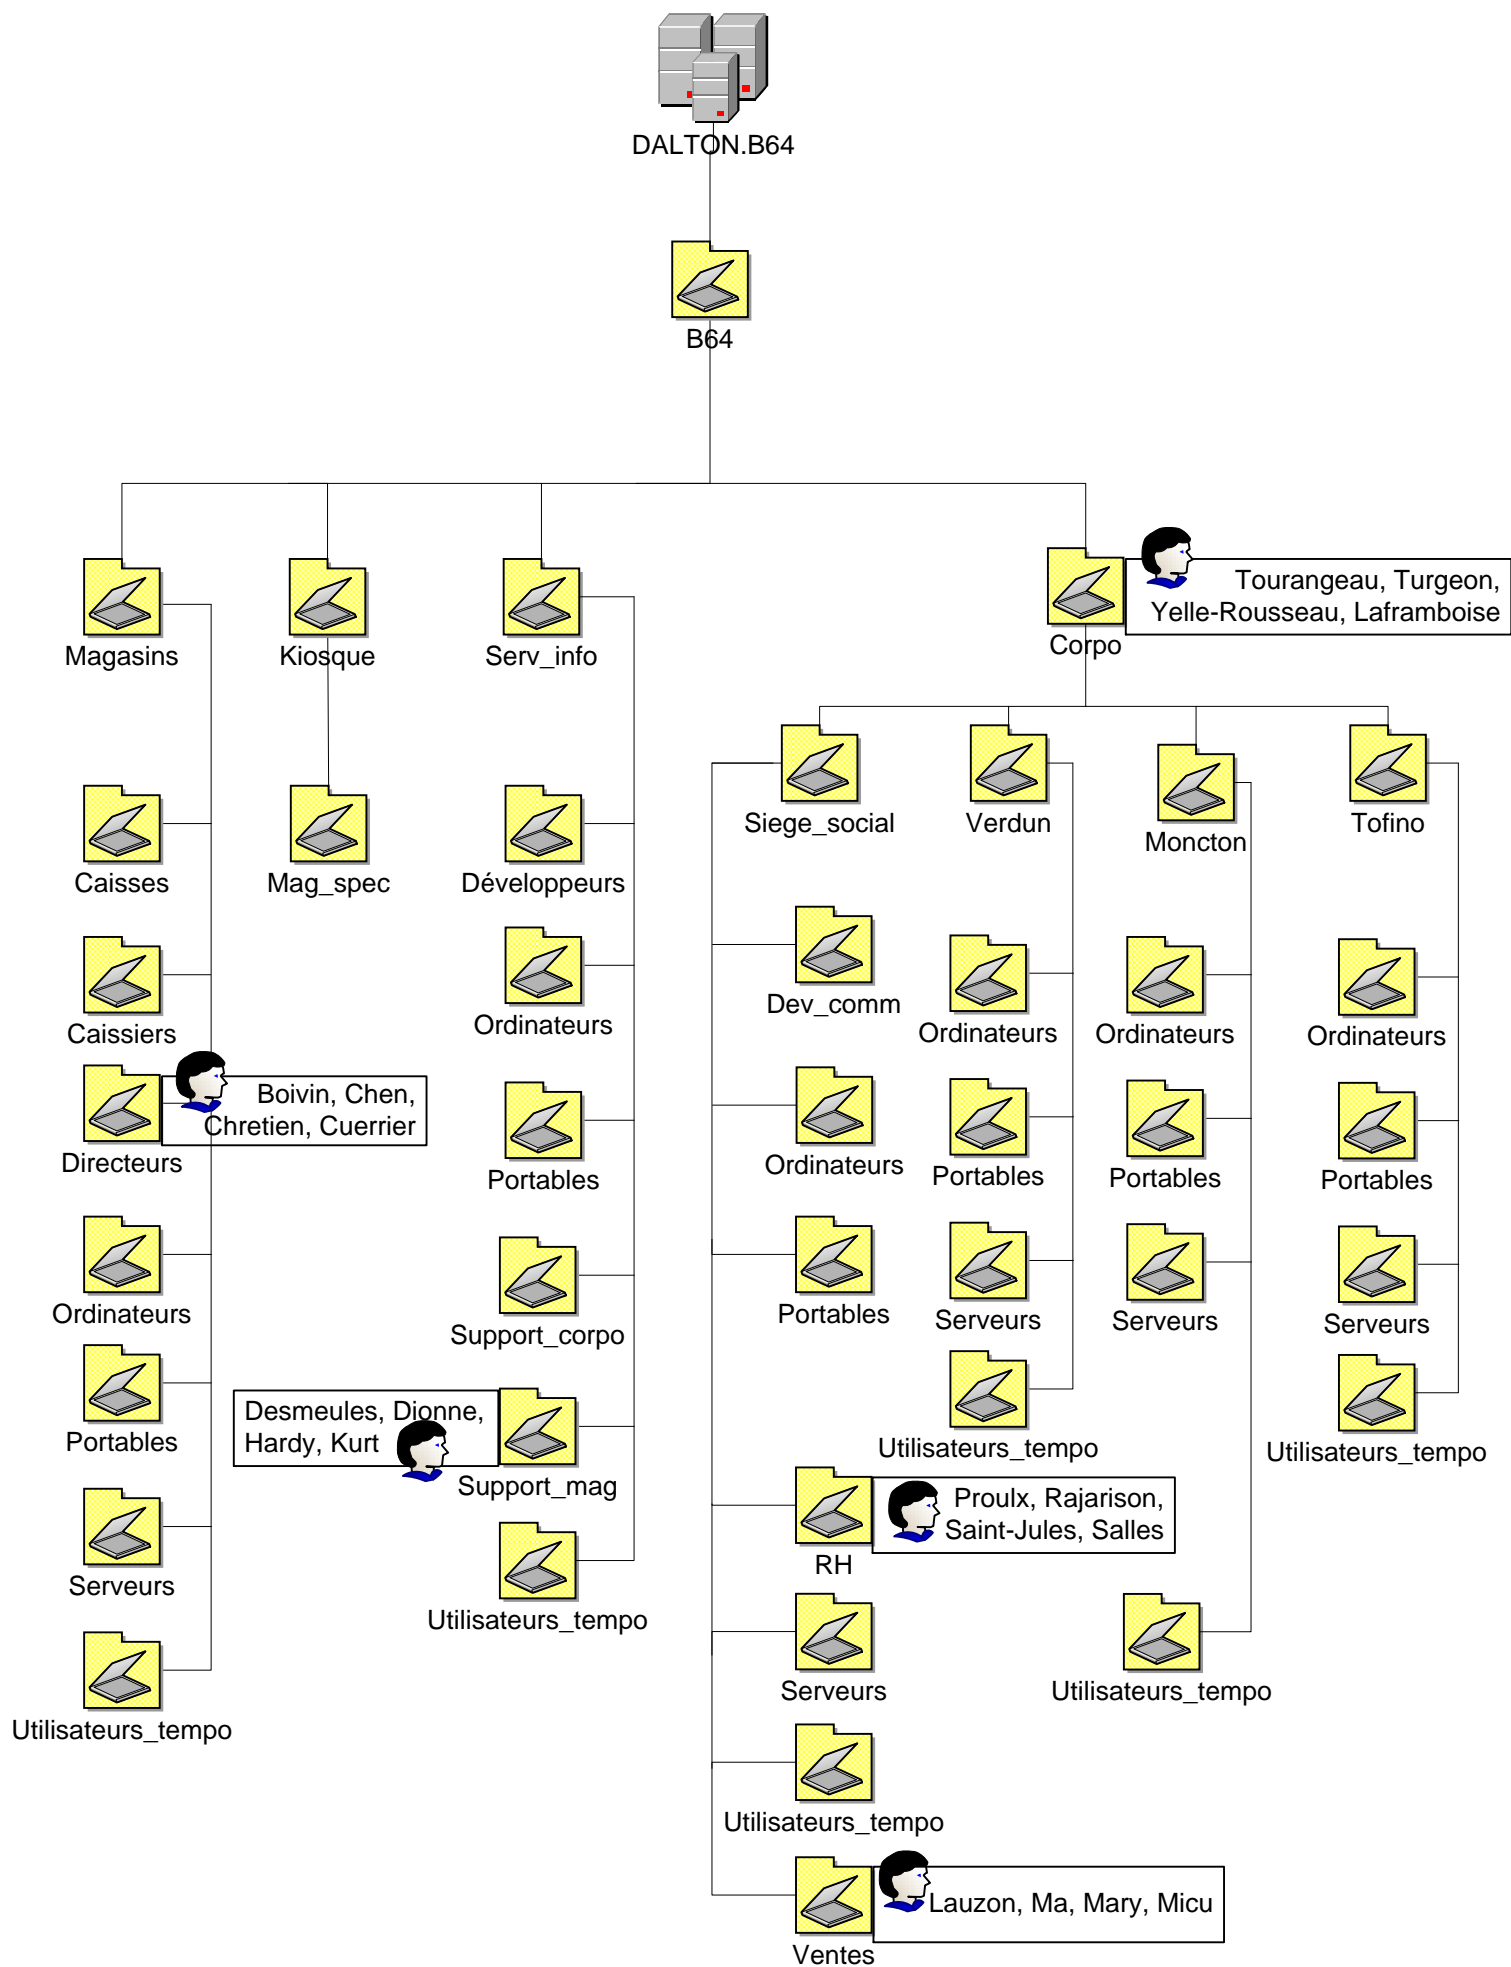 DALTON.B64
B64
Magasins
Kiosque
Serv_info
Corpo
Tourangeau, Turgeon,
Yelle-Rousseau, Laframboise
Caisses
Caissiers
Directeurs
Boivin, Chen,
Chretien, Cuerrier
Ordinateurs
Portables
Serveurs
Utilisateurs_tempo
Mag_spec
Développeurs
Ordinateurs
Portables
Support_corpo
Desmeules, Dionne,
Hardy, Kurt
Support_mag
Utilisateurs_tempo
Siege_social
Verdun
Moncton
Tofino
Dev_comm
Ordinateurs
Portables
RH
Proulx, Rajarison,
Saint-Jules, Salles
Serveurs
Utilisateurs_tempo
Ventes
Lauzon, Ma, Mary, Micu
Ordinateurs
Portables
Serveurs
Utilisateurs_tempo
Ordinateurs
Portables
Serveurs
Utilisateurs_tempo
Ordinateurs
Portables
Serveurs
Utilisateurs_tempo